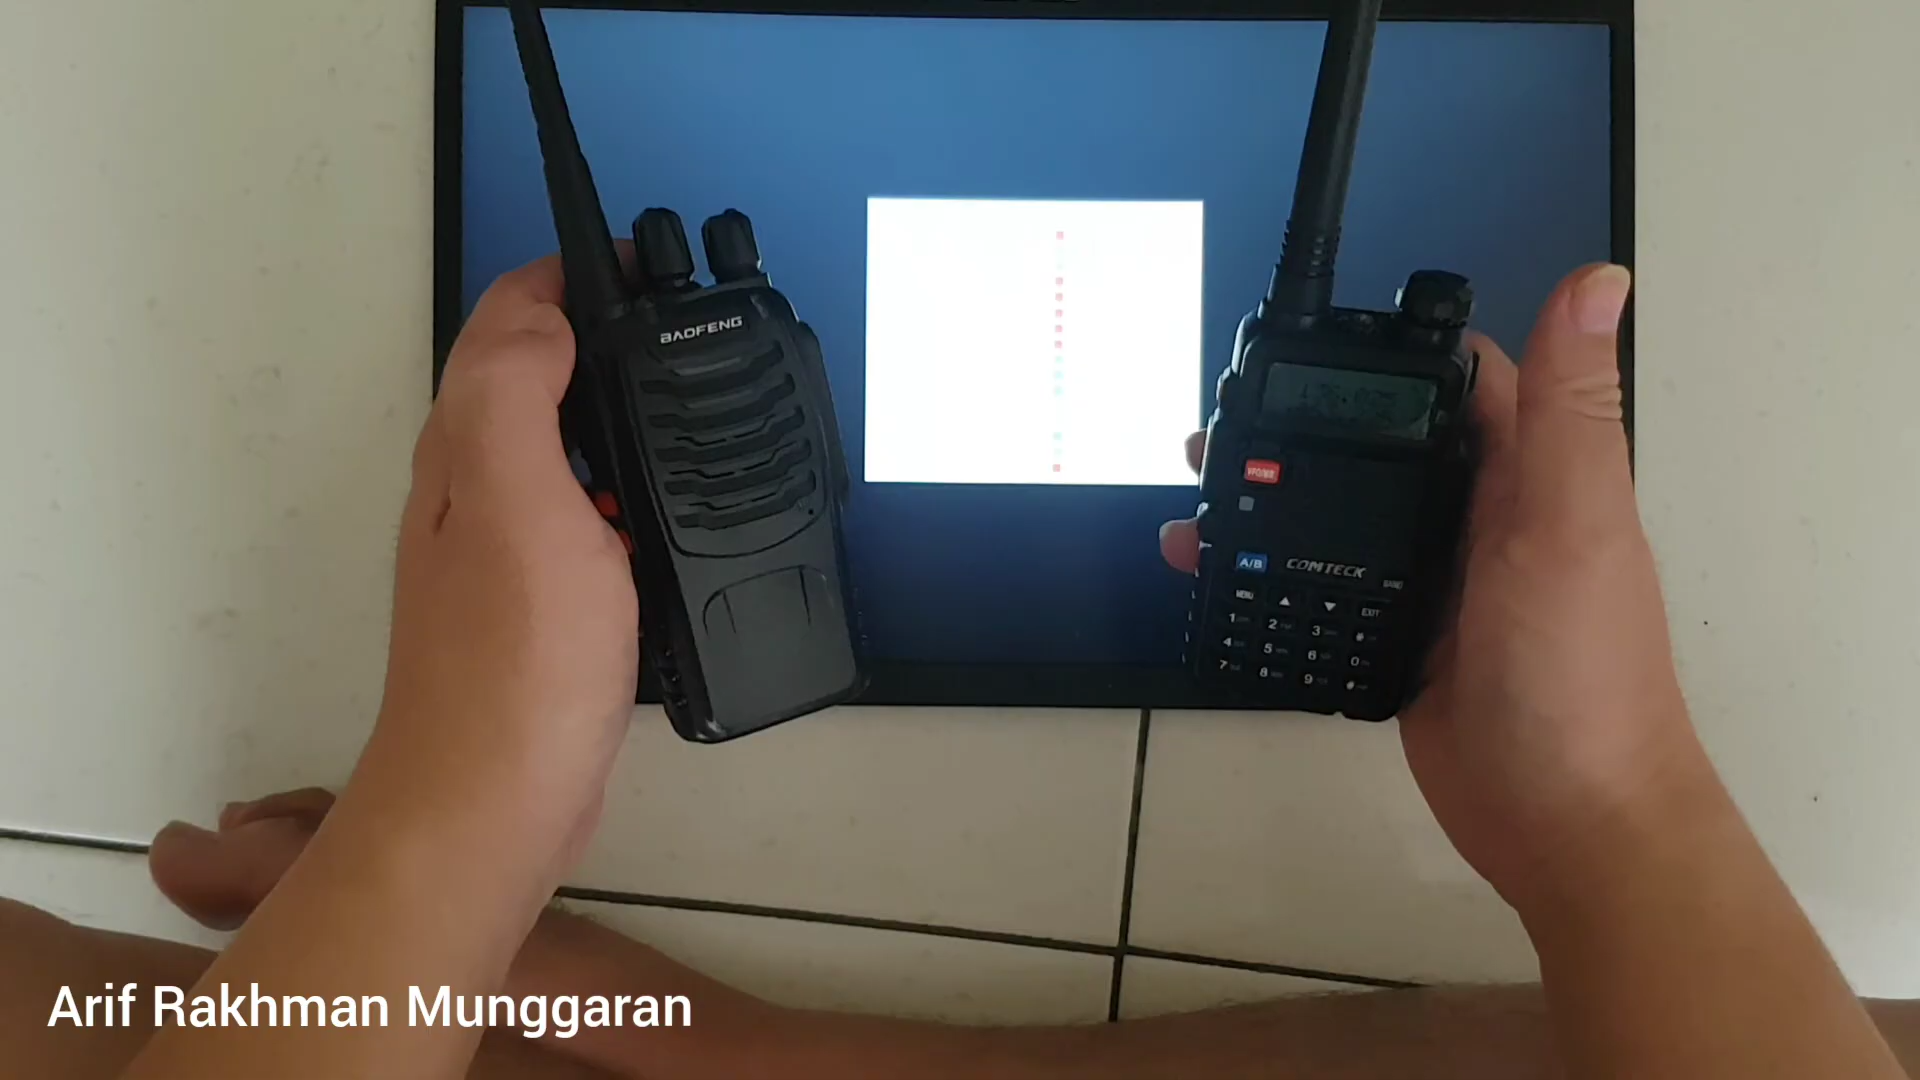 BAOFENG
VFO/MR
A/B
COMTECK
BAND
MENU
EXIT
1
2
3
4
5
6
0
7
8
9
#
Arif Rakhman Munggaran